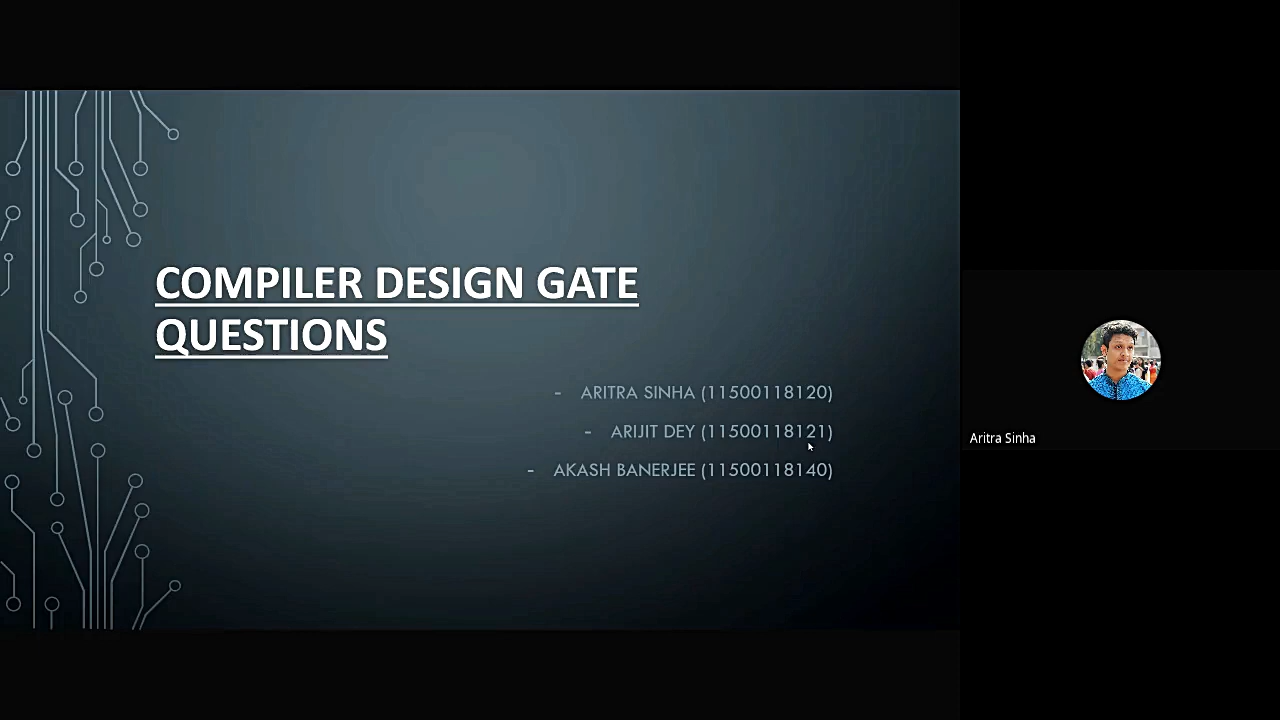 COMPILER DESIGN GATE
QUESTIONS
- ARITRA SINHA (11500118120)
- ARIJIT DEY (11500118121)
- AKASH BANERJEE (11500118140)
Aritra Sinha